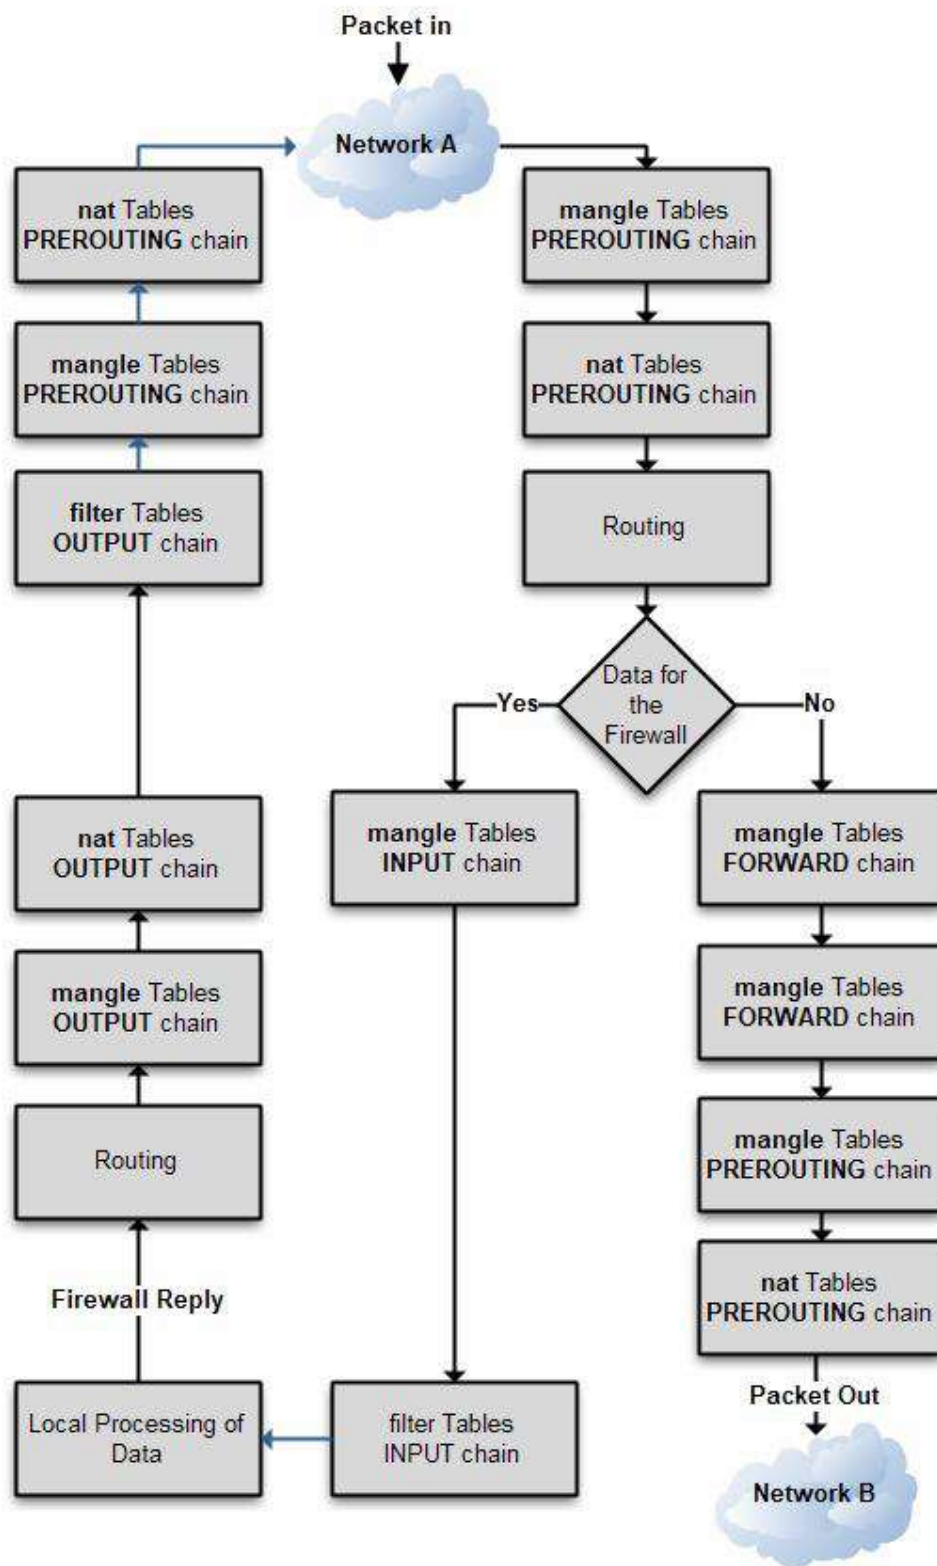 Packet in
Network A
nat Tables
PREROUTING chain
mangle Tables
PREROUTING chain
filter Tables
OUTPUT chain
nat Tables
OUTPUT chain
mangle Tables
OUTPUT chain
Routing
Firewall Reply
Local Processing of
Data
mangle Tables
PREROUTING chain
nat Tables
PREROUTING chain
Routing
Data for
the
Firewall
Yes
No
mangle Tables
INPUT chain
filter Tables
INPUT chain
mangle Tables
FORWARD chain
mangle Tables
FORWARD chain
mangle Tables
PREROUTING chain
nat Tables
PREROUTING chain
Packet Out
Network B